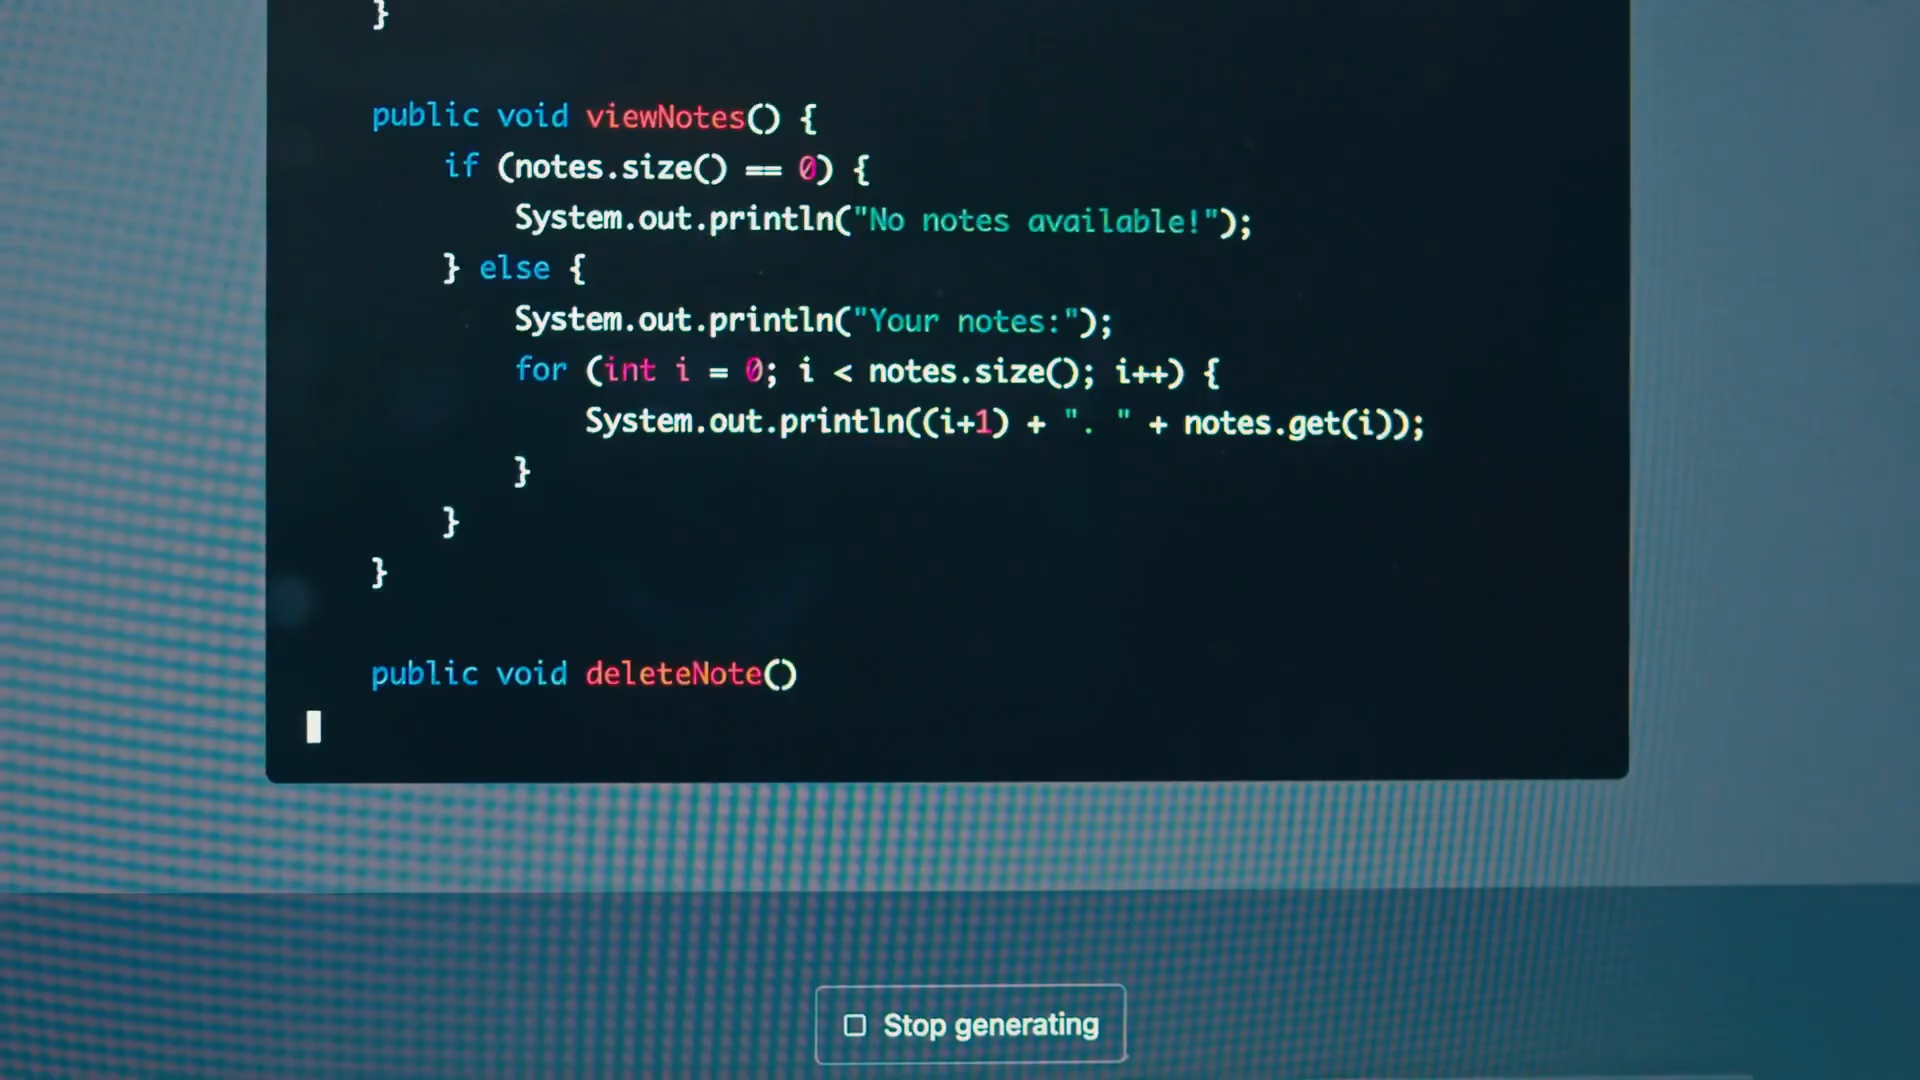 }
public void viewNotes() {
if (notes.size() == 0) {
System.out.println("No notes available!");
} else {
System.out.println("Your notes:");
for (int i = 0; i < notes.size(); i++) {
System.out.println((i+1) + ". " + notes.get(i));
}
}
}
public void deleteNote()
Stop generating